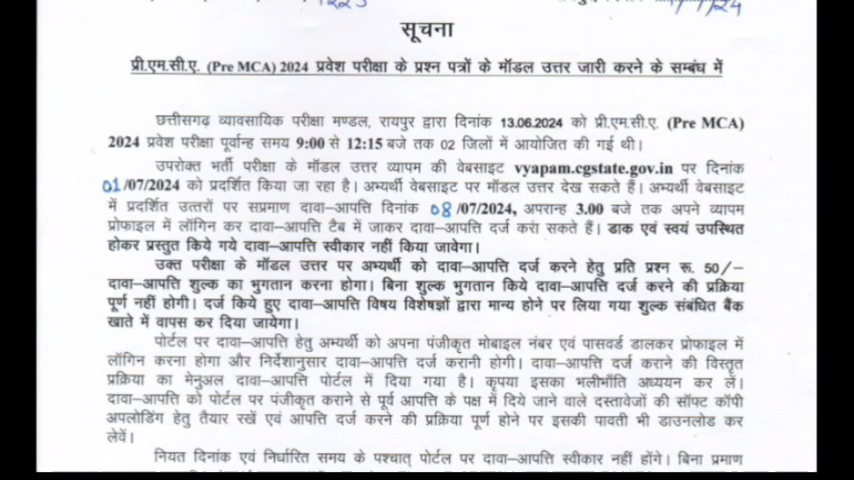 सूचना
प्री.एम.सी.ए. (Pre MCA) 2024 प्रवेश परीक्षा के प्रश्न पत्रों के मॉडल उत्तर जारी करने के सम्बंध में
छत्तीसगढ़ व्यावसायिक परीक्षा मण्डल, रायपुर द्वारा दिनांक 13.06.2024 को प्री.एम.सी.ए. (Pre MCA)
2024 प्रवेश परीक्षा पूर्वान्ह समय 9:00 से 12:15 बजे तक 02 जिलों में आयोजित की गई थी।
उपरोक्त भर्ती परीक्षा के मॉडल उत्तर व्यापम की वेबसाइट vyapam.cgstate.gov.in पर दिनांक
01/07/2024 को प्रदर्शित किया जा रहा है। अभ्यर्थी वेबसाइट पर मॉडल उत्तर देख सकते हैं। अभ्यर्थी वेबसाइट
में प्रदर्शित उत्तरों पर सप्रमाण दावा–आपत्ति दिनांक 08/07/2024, अपरान्ह 3.00 बजे तक अपने व्यापम
प्रोफाइल में लॉगिन कर दावा–आपत्ति टैब में जाकर दावा–आपत्ति दर्ज करा सकते हैं। डाक एवं स्वयं उपस्थित
होकर प्रस्तुत किये गये दावा–आपत्ति स्वीकार नहीं किया जावेगा।
उक्त परीक्षा के मॉडल उत्तर पर अभ्यर्थी को दावा–आपत्ति दर्ज करने हेतु प्रति प्रश्न रू. 50/–
दावा–आपत्ति शुल्क का भुगतान करना होगा। बिना शुल्क भुगतान किये दावा–आपत्ति दर्ज करने की प्रक्रिया
पूर्ण नहीं होगी। दर्ज किये हुए दावा–आपत्ति विषय विशेषज्ञों द्वारा मान्य होने पर लिया गया शुल्क संबंधित बैंक
खाते में वापस कर दिया जायेगा।
पोर्टल पर दावा–आपत्ति हेतु अभ्यर्थी को अपना पंजीकृत मोबाइल नंबर एवं पासवर्ड डालकर प्रोफाइल में
लॉगिन करना होगा और निर्देशानुसार दावा–आपत्ति दर्ज करानी होगी। दावा–आपत्ति दर्ज कराने की विस्तृत
प्रक्रिया का मेनुअल दावा–आपत्ति पोर्टल में दिया गया है। कृपया इसका भलीभाँति अध्ययन कर लें।
दावा–आपत्ति को पोर्टल पर पंजीकृत कराने से पूर्व आपत्ति के पक्ष में दिये जाने वाले दस्तावेजों की सॉफ्ट कॉपी
अपलोडिंग हेतु तैयार रखें एवं आपत्ति दर्ज करने की प्रक्रिया पूर्ण होने पर इसकी पावती भी डाउनलोड कर
लेवें।
नियत दिनांक एवं निर्धारित समय के पश्चात् पोर्टल पर दावा–आपत्ति स्वीकार नहीं होंगे। बिना प्रमाण